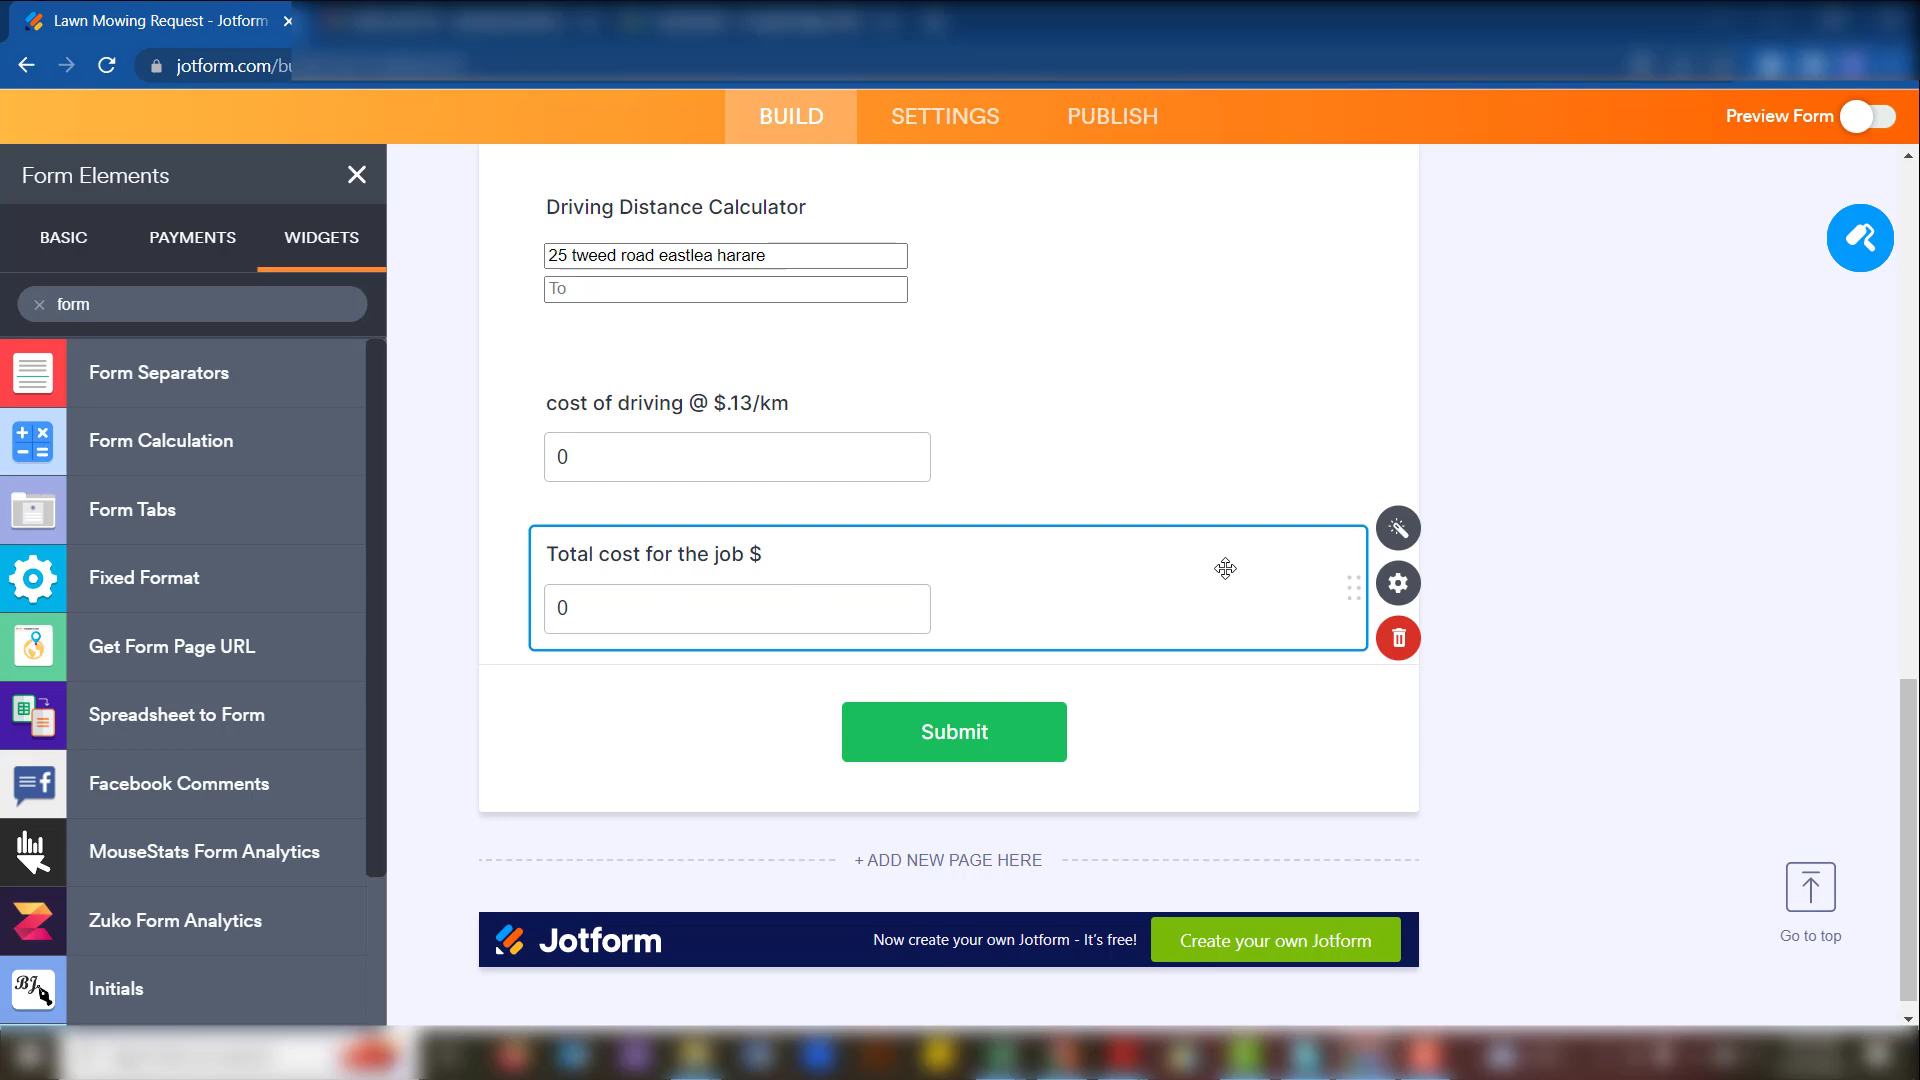 Lawn Mowing Request - Jotform
jotform.com/bu
BUILD
SETTINGS
PUBLISH
Preview Form
Form Elements
BASIC
PAYMENTS
WIDGETS
form
Form Separators
Form Calculation
Form Tabs
Fixed Format
Get Form Page URL
Spreadsheet to Form
Facebook Comments
MouseStats Form Analytics
Zuko Form Analytics
BJ
Initials
Driving Distance Calculator
25 tweed road eastlea harare
To
cost of driving @ $.13/km
0
Total cost for the job $
0
Submit
+ ADD NEW PAGE HERE
Jotform
Now create your own Jotform - It's free!
Create your own Jotform
Go to top